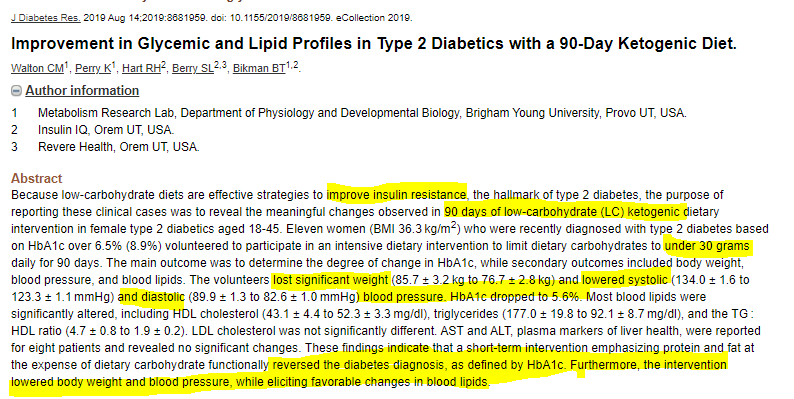 J Diabetes Res. 2019 Aug 14;2019:8681959. doi: 10.1155/2019/8681959. eCollection 2019.
Improvement in Glycemic and Lipid Profiles in Type 2 Diabetics with a 90-Day Ketogenic Diet.
Walton CM1, Perry K1, Hart RH2, Berry SL2,3, Bikman BT1,2.
Author information
1 Metabolism Research Lab, Department of Physiology and Developmental Biology, Brigham Young University, Provo UT, USA.
2 Insulin IQ, Orem UT, USA.
3 Revere Health, Orem UT, USA.
Abstract
Because low-carbohydrate diets are effective strategies to improve insulin resistance, the hallmark of type 2 diabetes, the purpose of
reporting these clinical cases was to reveal the meaningful changes observed in 90 days of low-carbohydrate (LC) ketogenic dietary
intervention in female type 2 diabetics aged 18-45. Eleven women (BMI 36.3 kg/m2) who were recently diagnosed with type 2 diabetes based
on HbA1c over 6.5% (8.9%) volunteered to participate in an intensive dietary intervention to limit dietary carbohydrates to under 30 grams
daily for 90 days. The main outcome was to determine the degree of change in HbA1c, while secondary outcomes included body weight,
blood pressure, and blood lipids. The volunteers lost significant weight (85.7 ± 3.2 kg to 76.7 ± 2.8 kg) and lowered systolic (134.0 ± 1.6 to
123.3 ± 1.1 mmHg) and diastolic (89.9 ± 1.3 to 82.6 ± 1.0 mmHg) blood pressure. HbA1c dropped to 5.6%. Most blood lipids were
significantly altered, including HDL cholesterol (43.1 ± 4.4 to 52.3 ± 3.3 mg/dl), triglycerides (177.0 ± 19.8 to 92.1 ± 8.7 mg/dl), and the TG :
HDL ratio (4.7 ± 0.8 to 1.9 ± 0.2). LDL cholesterol was not significantly different. AST and ALT, plasma markers of liver health, were reported
for eight patients and revealed no significant changes. These findings indicate that a short-term intervention emphasizing protein and fat at
the expense of dietary carbohydrate functionally reversed the diabetes diagnosis, as defined by HbA1c. Furthermore, the intervention
lowered body weight and blood pressure, while eliciting favorable changes in blood lipids.